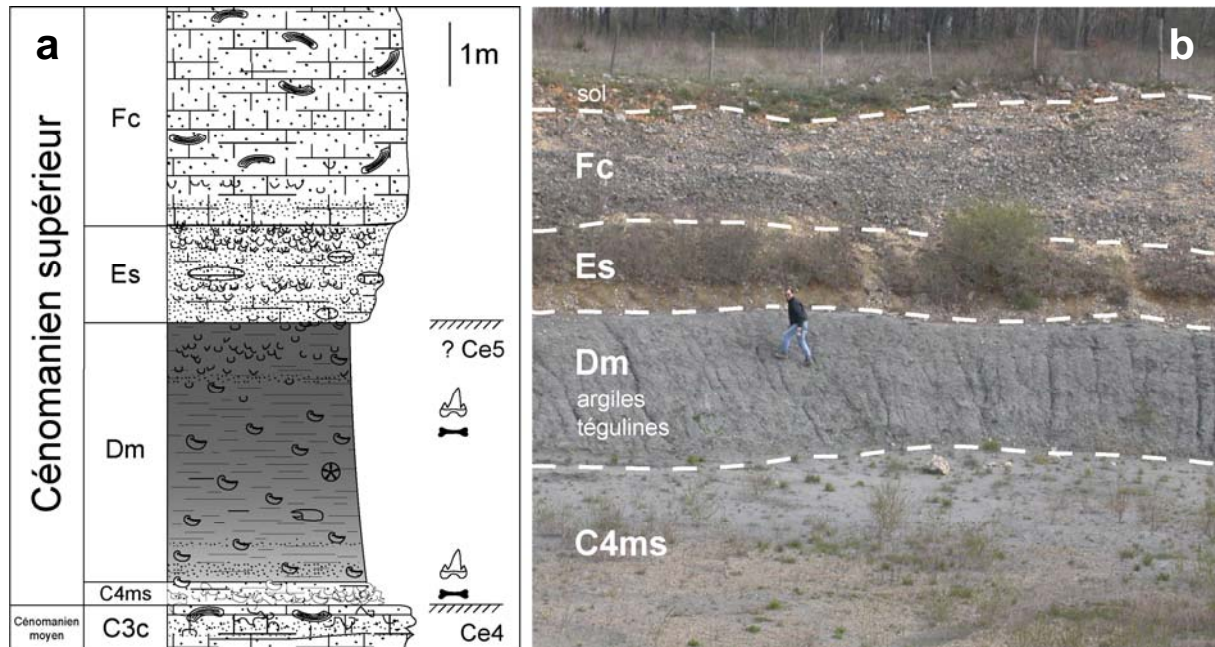 a
1m
Cénomanien supérieur
Fc
Es
? Ce5
Dm
C4ms
Cénomanien
moyen
C3c
Ce4
b
sol
Fc
Es
Dm
argiles
tégulines
C4ms